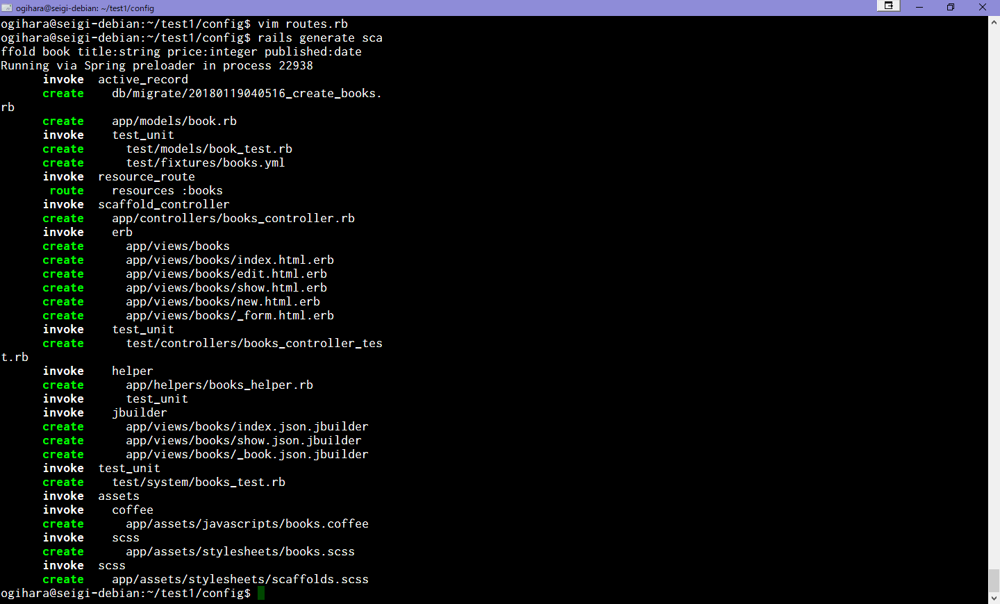 ogihara@seigi-debian: ~/test1/config
ogihara@seigi-debian:~/test1/config$ vim routes.rb
ogihara@seigi-debian:~/test1/config$ rails generate sca
ffold book title:string price:integer published:date
Running via Spring preloader in process 22938
      invoke  active_record
      create    db/migrate/20180119040516_create_books.
rb
      create    app/models/book.rb
      invoke    test_unit
      create      test/models/book_test.rb
      create      test/fixtures/books.yml
      invoke  resource_route
       route    resources :books
      invoke  scaffold_controller
      create    app/controllers/books_controller.rb
      invoke    erb
      create      app/views/books
      create      app/views/books/index.html.erb
      create      app/views/books/edit.html.erb
      create      app/views/books/show.html.erb
      create      app/views/books/new.html.erb
      create      app/views/books/_form.html.erb
      invoke    test_unit
      create      test/controllers/books_controller_tes
t.rb
      invoke    helper
      create      app/helpers/books_helper.rb
      invoke      test_unit
      invoke    jbuilder
      create      app/views/books/index.json.jbuilder
      create      app/views/books/show.json.jbuilder
      create      app/views/books/_book.json.jbuilder
      invoke  test_unit
      create    test/system/books_test.rb
      invoke  assets
      invoke    coffee
      create      app/assets/javascripts/books.coffee
      invoke    scss
      create      app/assets/stylesheets/books.scss
      invoke  scss
      create    app/assets/stylesheets/scaffolds.scss
ogihara@seigi-debian:~/test1/config$